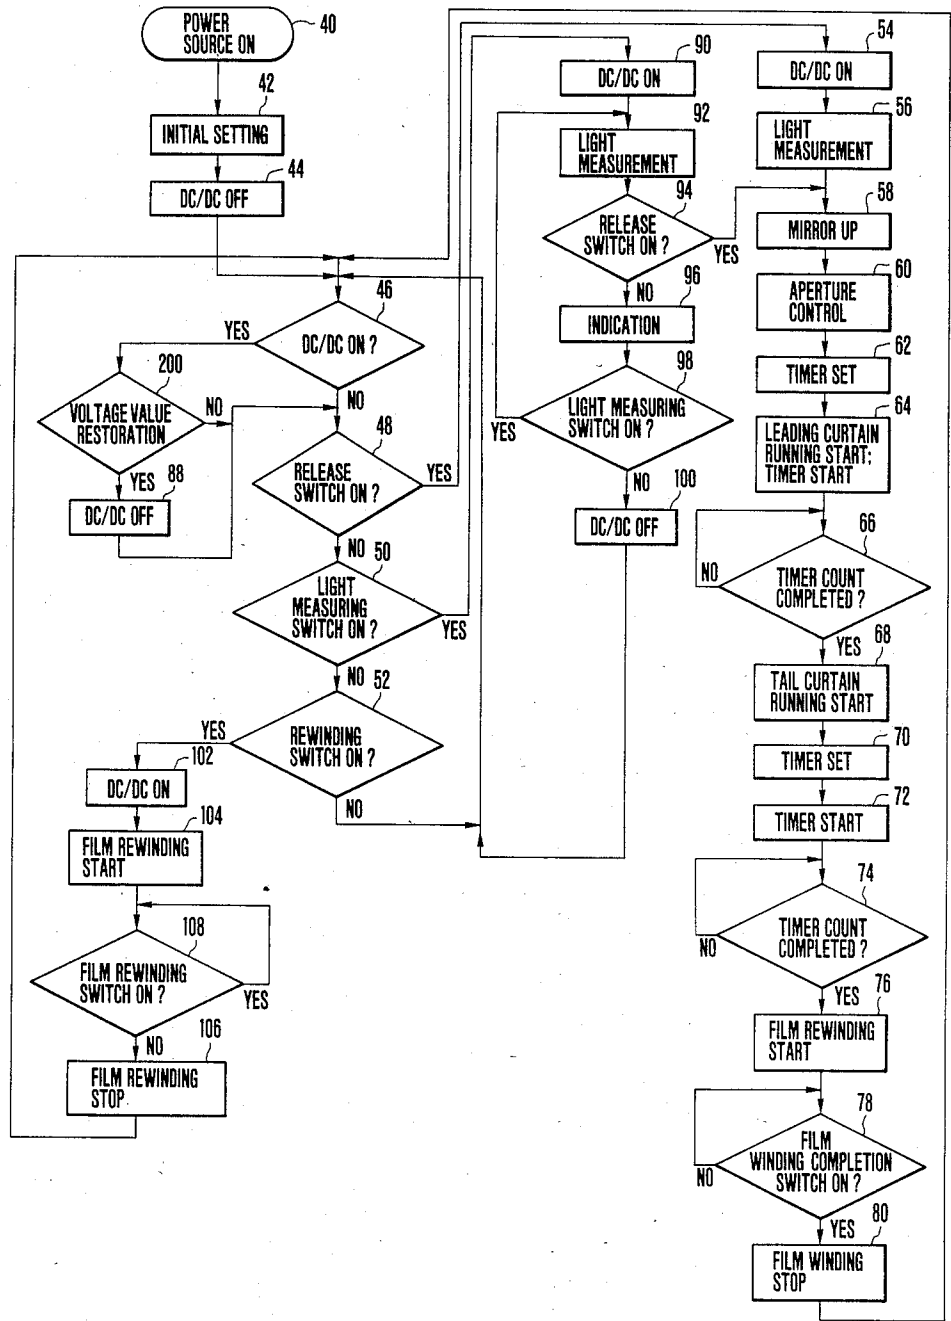 POWER
SOURCE ON
40
42
INITIAL SETTING
44
DC/DC OFF
46
DC/DC ON ?
YES
NO
200
VOLTAGE VALUE
RESTORATION
NO
YES
88
DC/DC OFF
48
RELEASE
SWITCH ON ?
YES
NO
50
LIGHT
MEASURING
SWITCH ON ?
YES
NO
52
REWINDING
SWITCH ON ?
YES
NO
102
DC/DC ON
104
FILM REWINDING
START
108
FILM REWINDING
SWITCH ON ?
YES
NO
106
FILM REWINDING
STOP
90
DC/DC ON
92
LIGHT
MEASUREMENT
94
RELEASE
SWITCH ON ?
YES
NO
96
INDICATION
98
LIGHT MEASURING
SWITCH ON ?
YES
NO
100
DC/DC OFF
54
DC/DC ON
56
LIGHT
MEASUREMENT
58
MIRROR UP
60
APERTURE
CONTROL
62
TIMER SET
64
LEADING CURTAIN
RUNNING START;
TIMER START
66
TIMER COUNT
COMPLETED ?
NO
YES
68
TAIL CURTAIN
RUNNING START
70
TIMER SET
72
TIMER START
74
TIMER COUNT
COMPLETED ?
NO
YES
76
FILM REWINDING
START
78
FILM
WINDING COMPLETION
SWITCH ON ?
NO
YES
80
FILM WINDING
STOP